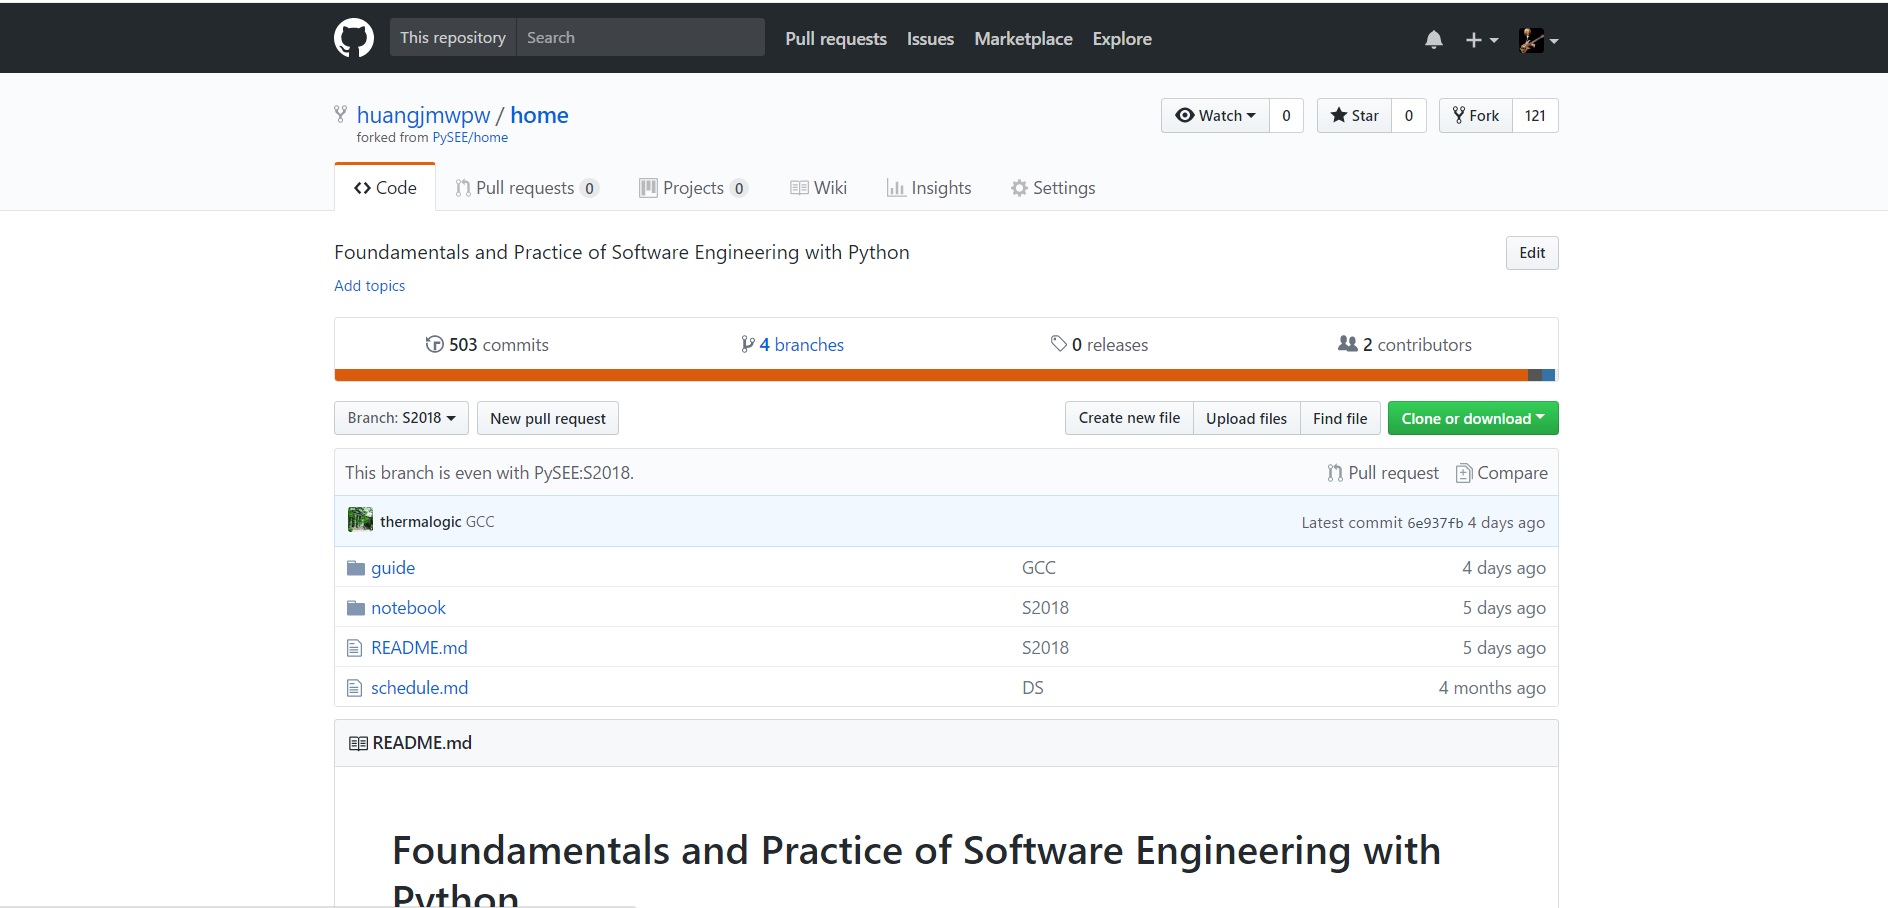 This repository Search Pull requests Issues Marketplace Explore
huangjmwpw / home Watch 0 Star 0 Fork 121
forked from PySEE/home
Code Pull requests 0 Projects 0 Wiki Insights Settings
Foundamentals and Practice of Software Engineering with Python Edit
Add topics
503 commits 4 branches 0 releases 2 contributors
Branch: S2018 New pull request Create new file Upload files Find file Clone or download
This branch is even with PySEE:S2018. Pull request Compare
thermalogic GCC Latest commit 6e937fb 4 days ago
guide GCC 4 days ago
notebook S2018 5 days ago
README.md S2018 5 days ago
schedule.md DS 4 months ago
README.md
Foundamentals and Practice of Software Engineering with
Python